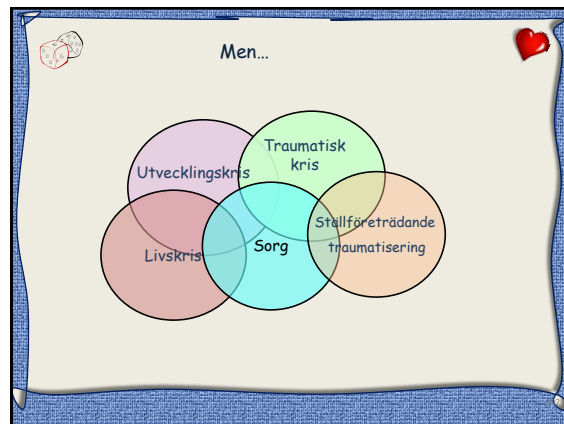 Men…
Traumatisk
kris
Utvecklingskris
Ställföreträdande
traumatisering
Sorg
Livskris